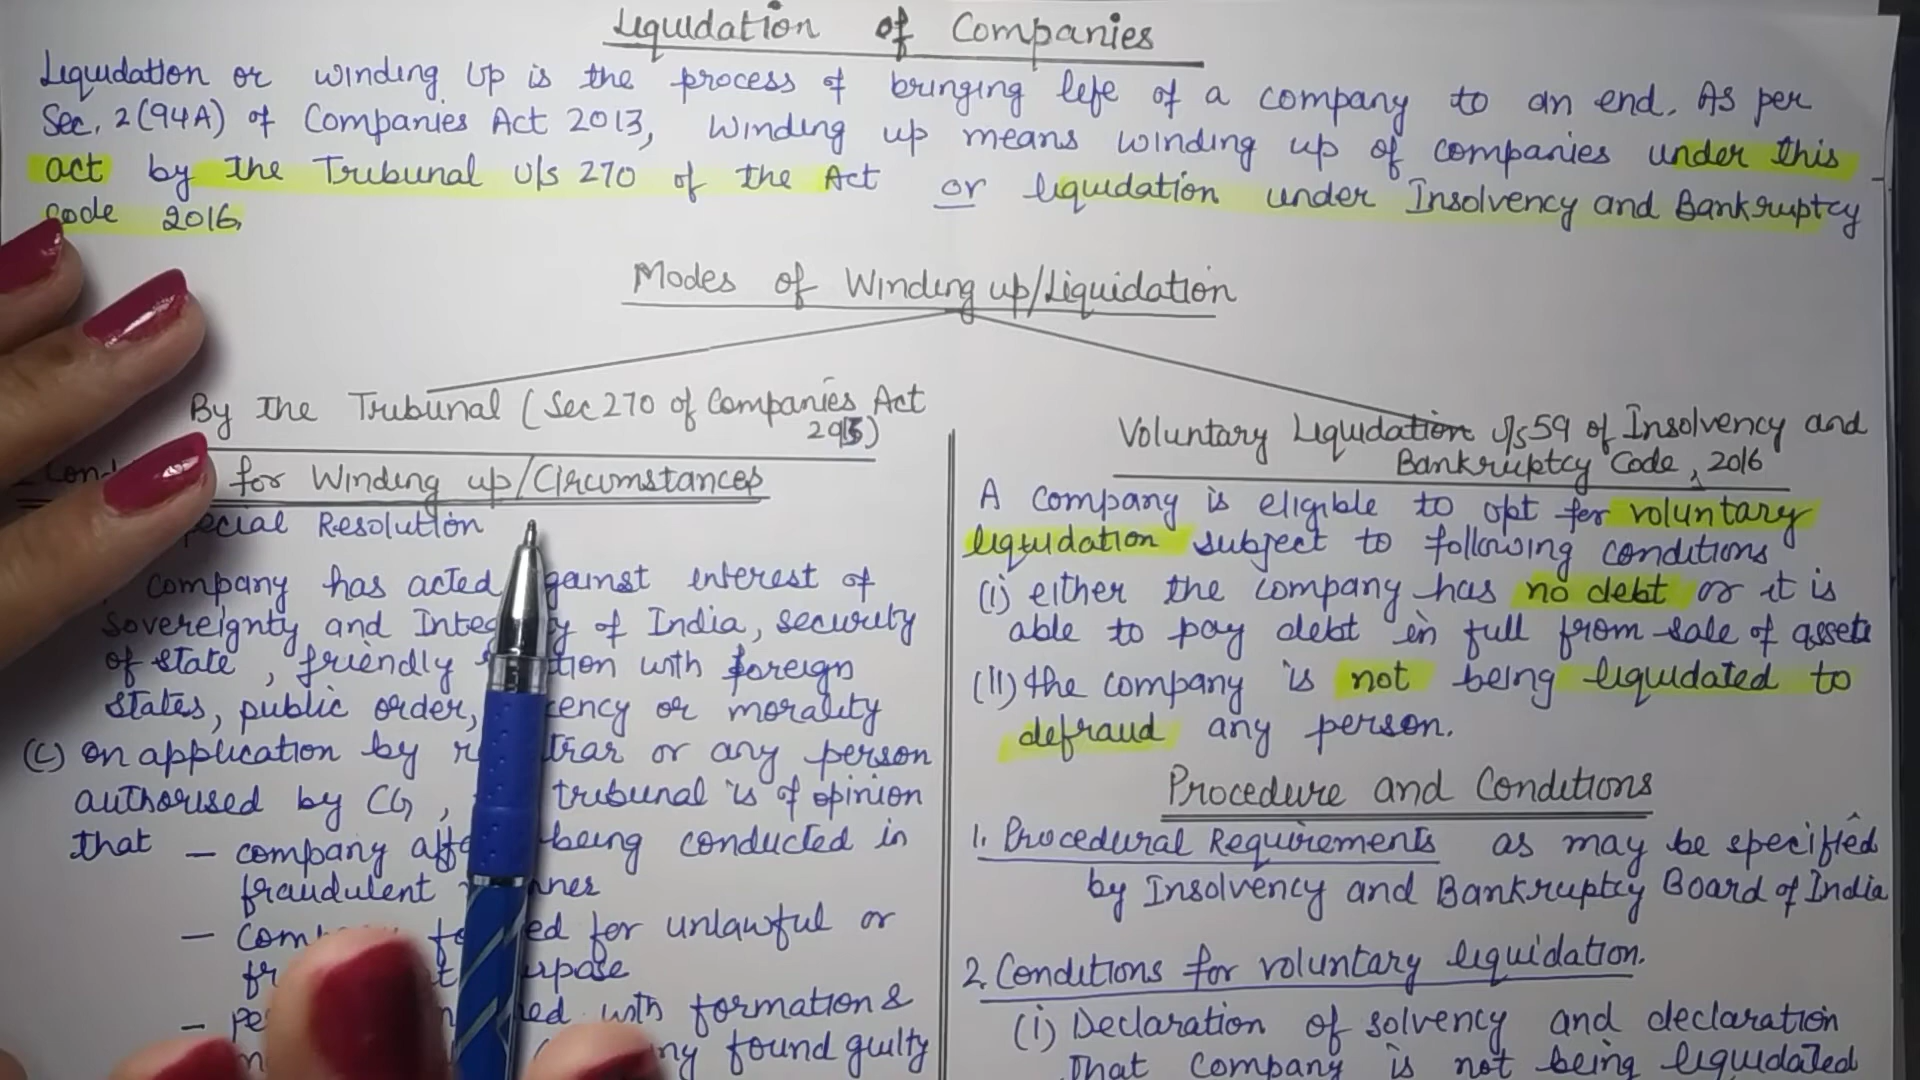 Liquidation of Companies
Liquidation or winding up is the process of bringing life of a company to an end. As per
Sec. 2(94A) of Companies Act 2013, winding up means winding up of companies under this
act by the Tribunal u/s 270 of the Act or liquidation under Insolvency and Bankruptcy
Code 2016,
Modes of Winding up/Liquidation
By the Tribunal (Sec 270 of Companies Act
for Winding up/Circumstances
Resolution
company has acted against interest of
Sovereignty and of India, security
of state, friendly with foreign
states, public order, or morality
(c) on application by or any person
authorised by CG, tribunal is of opinion
that – company being conducted in
fraudulent
– for unlawful or
– with formation &
found guilty
Voluntary Liquidation u/s 59 of Insolvency and
Bankruptcy Code, 2016
A company is eligible to opt for voluntary
liquidation subject to following conditions
(i) either the company has no debt or it is
able to pay debt in full from sale of assets
(II) the company is not being liquidated to
defraud any person.
Procedure and Conditions
1. Procedural Requirements as may be specified
by Insolvency and Bankruptcy Board of India
2. Conditions for voluntary liquidation.
(i) Declaration of solvency and declaration
that company is not being liquidated